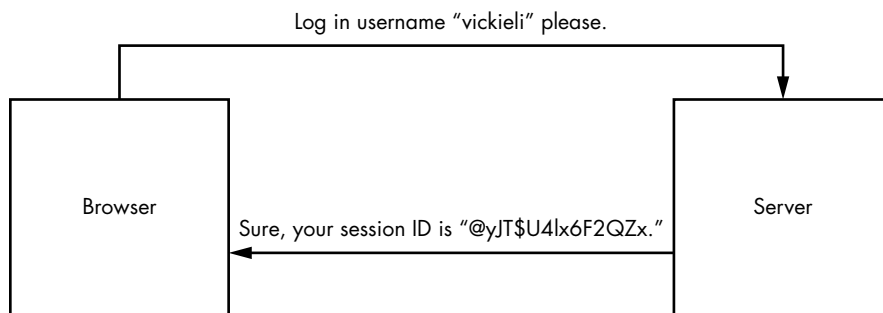 Log in username “vickieli” please.
Browser
Server
Sure, your session ID is “@yJT$U4lx6F2QZx.”